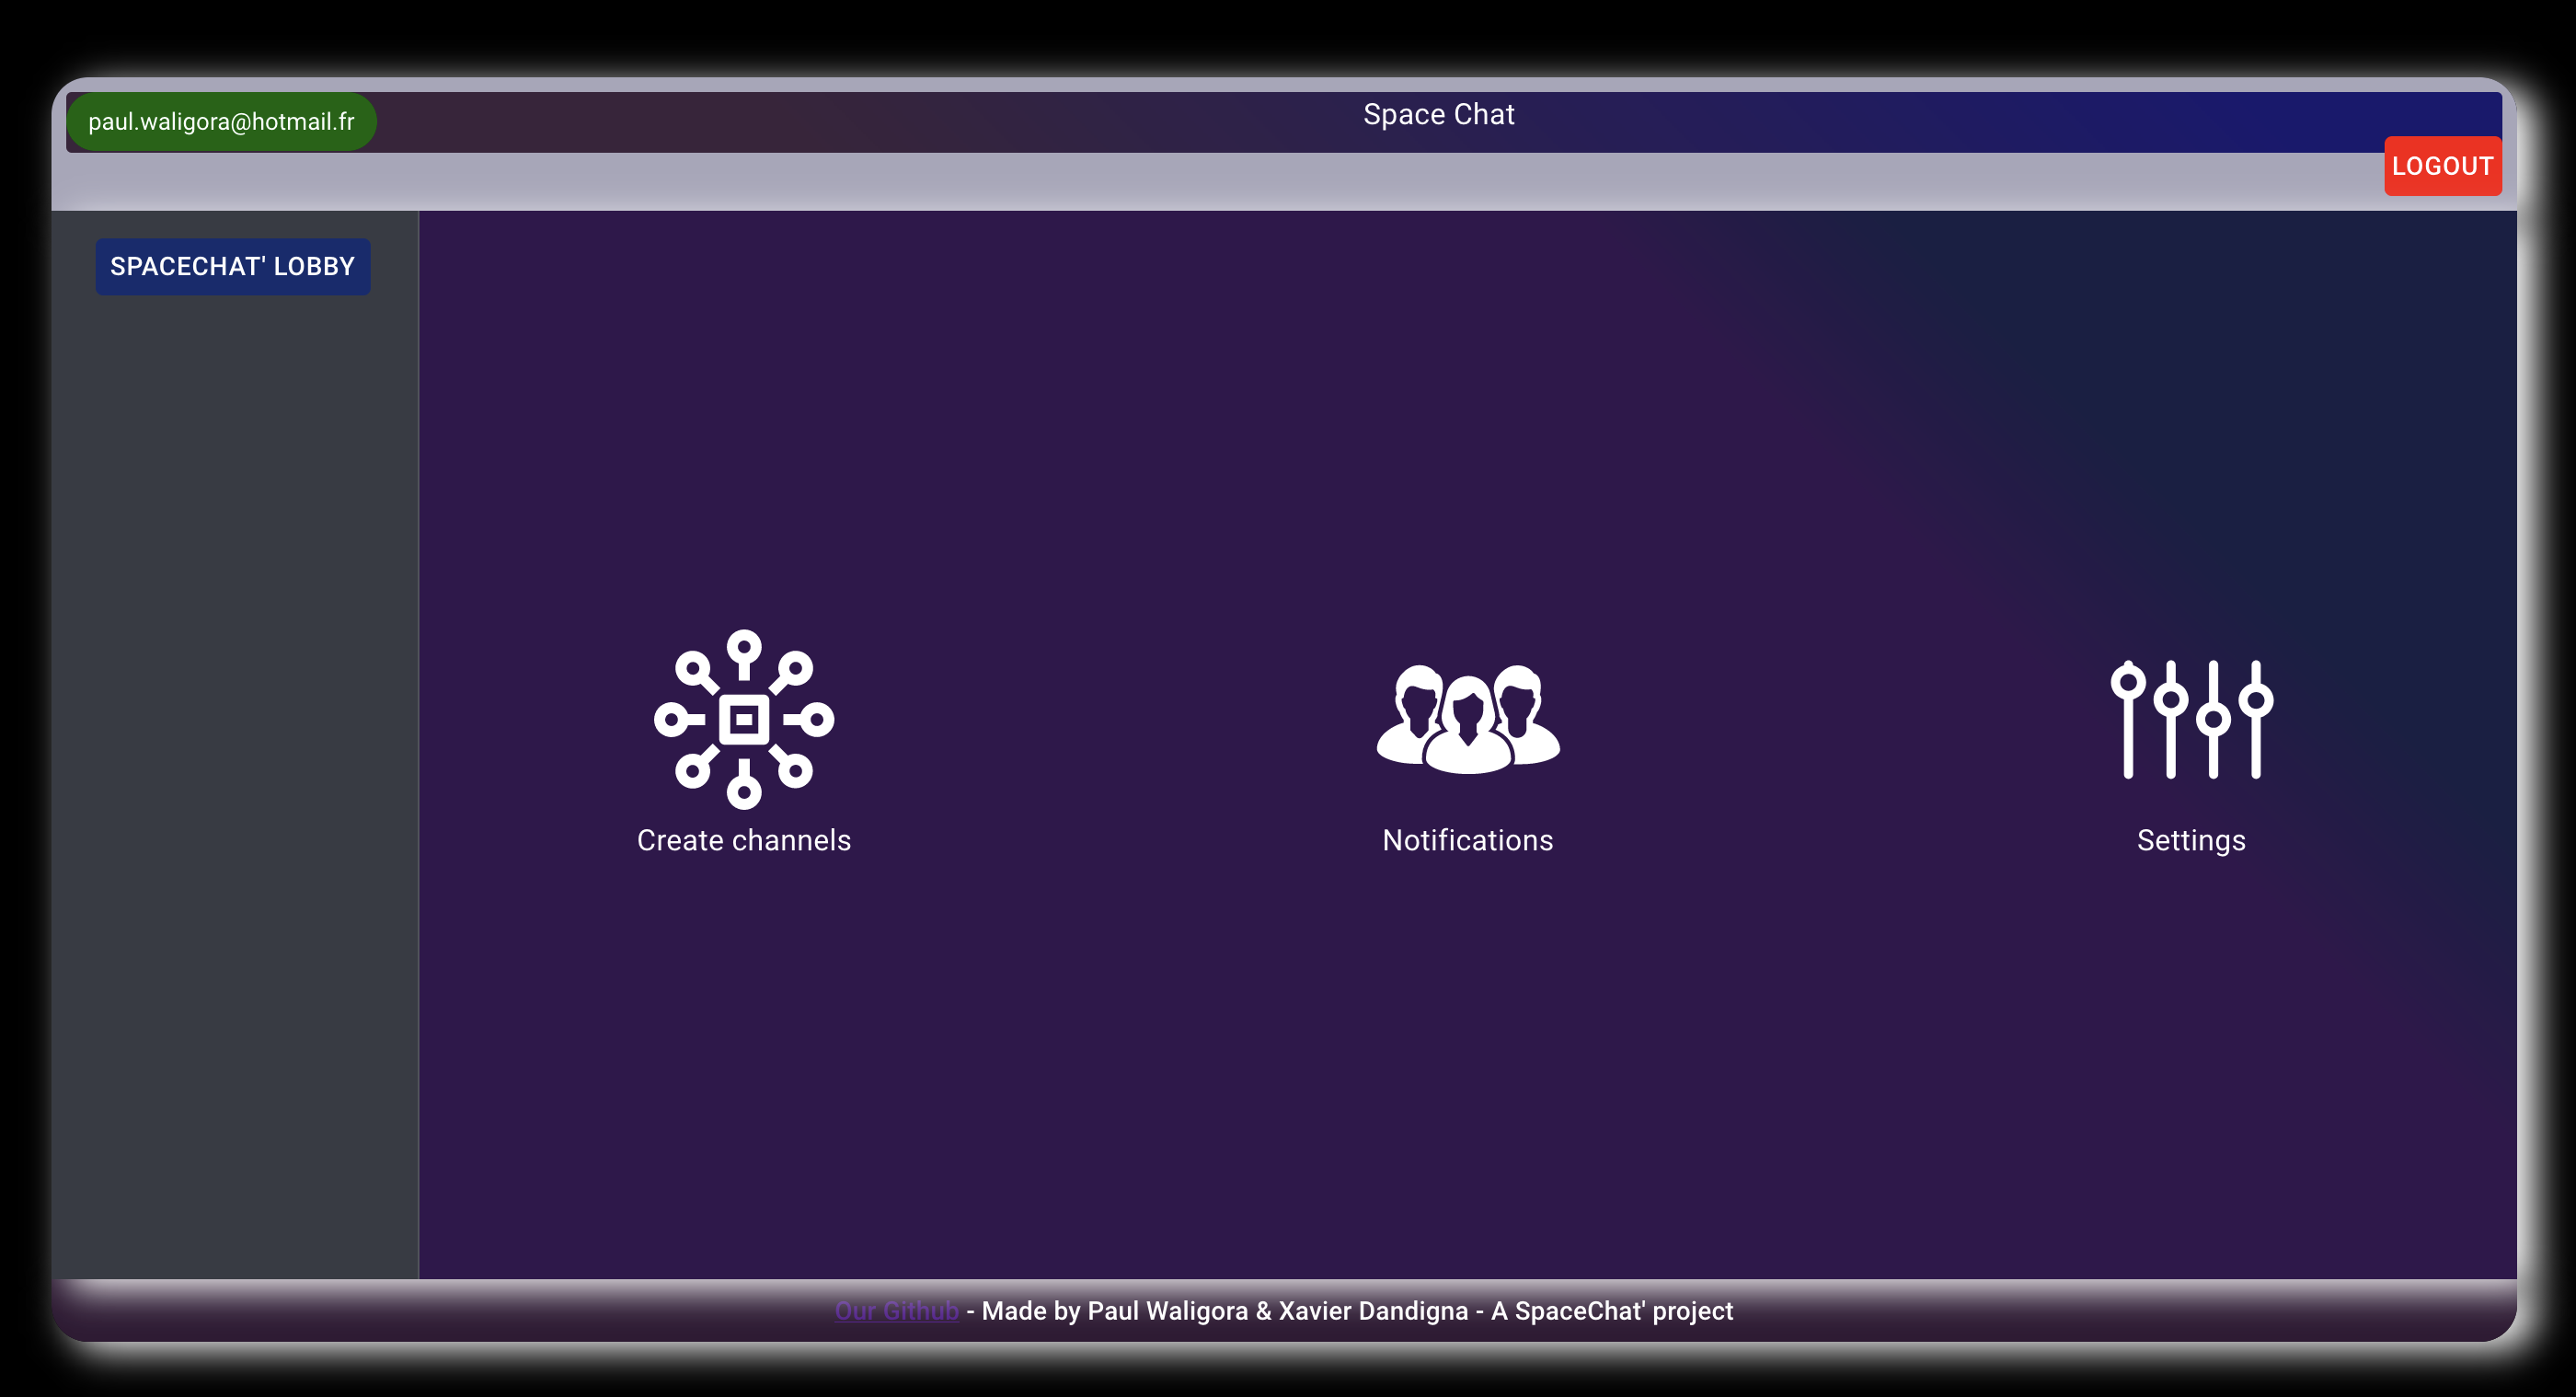 paul.waligora@hotmail.fr
Space Chat
LOGOUT
SPACECHAT' LOBBY
Create channels
Notifications
Settings
Our Github - Made by Paul Waligora & Xavier Dandigna - A SpaceChat' project